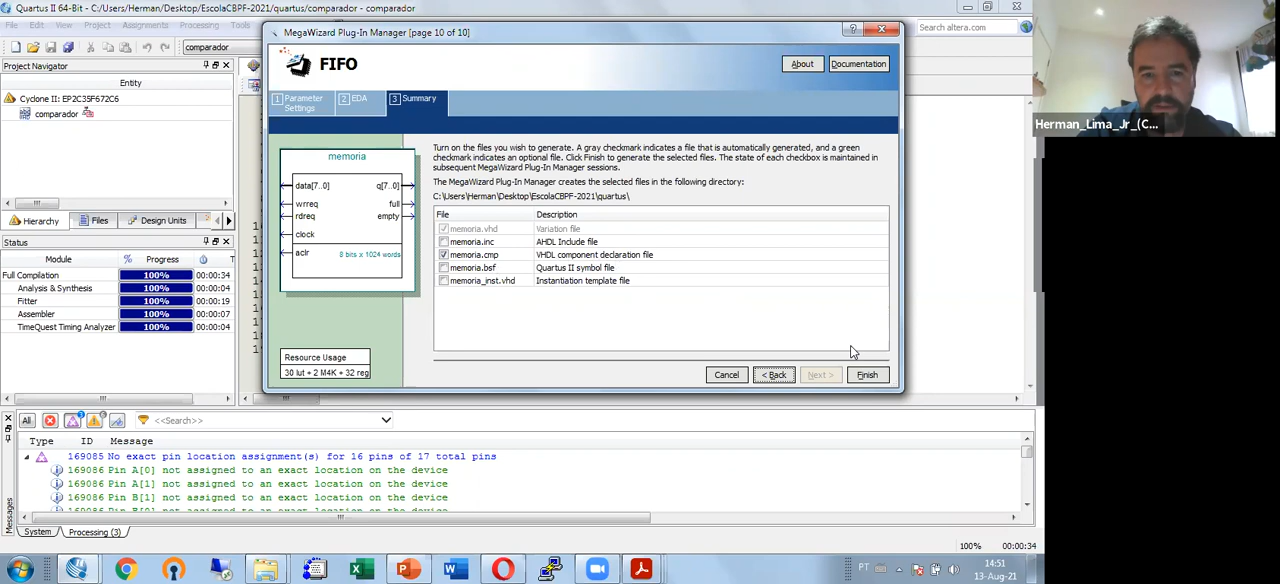 Quartus II 64-Bit - C:/Users/Herman/Desktop/EscolaCBPF-2021/quartus/comparador - comparador
File Edit View Project Assignments Processing Tools
Search altera.com
comparador
Project Navigator
Entity
Cyclone II: EP2C35F672C6
comparador
Hierarchy Files Design Units
Status
Module % Progress T
Full Compilation 100% 00:00:34
Analysis & Synthesis 100% 00:00:04
Fitter 100% 00:00:19
Assembler 100% 00:00:07
TimeQuest Timing Analyzer 100% 00:00:04
MegaWizard Plug-In Manager [page 10 of 10]
FIFO
About Documentation
1 Parameter Settings
2 EDA
3 Summary
memoria
data[7..0] q[7..0]
wrreq full
rdreq empty
clock
aclr 8 bits x 1024 words
Resource Usage
30 lut + 2 M4K + 32 reg
Turn on the files you wish to generate. A gray checkmark indicates a file that is automatically generated, and a green
checkmark indicates an optional file. Click Finish to generate the selected files. The state of each checkbox is maintained in
subsequent MegaWizard Plug-In Manager sessions.
The MegaWizard Plug-In Manager creates the selected files in the following directory:
C:\Users\Herman\Desktop\EscolaCBPF-2021\quartus\
File Description
memoria.vhd Variation file
memoria.inc AHDL Include file
memoria.cmp VHDL component declaration file
memoria.bsf Quartus II symbol file
memoria_inst.vhd Instantiation template file
Cancel < Back Next > Finish
Herman_Lima_Jr_(C...
All <<Search>>
Type ID Message
169085 No exact pin location assignment(s) for 16 pins of 17 total pins
169086 Pin A[0] not assigned to an exact location on the device
169086 Pin A[1] not assigned to an exact location on the device
169086 Pin B[1] not assigned to an exact location on the device
Messages
System Processing (3)
100% 00:00:34
PT
14:51
13-Aug-21